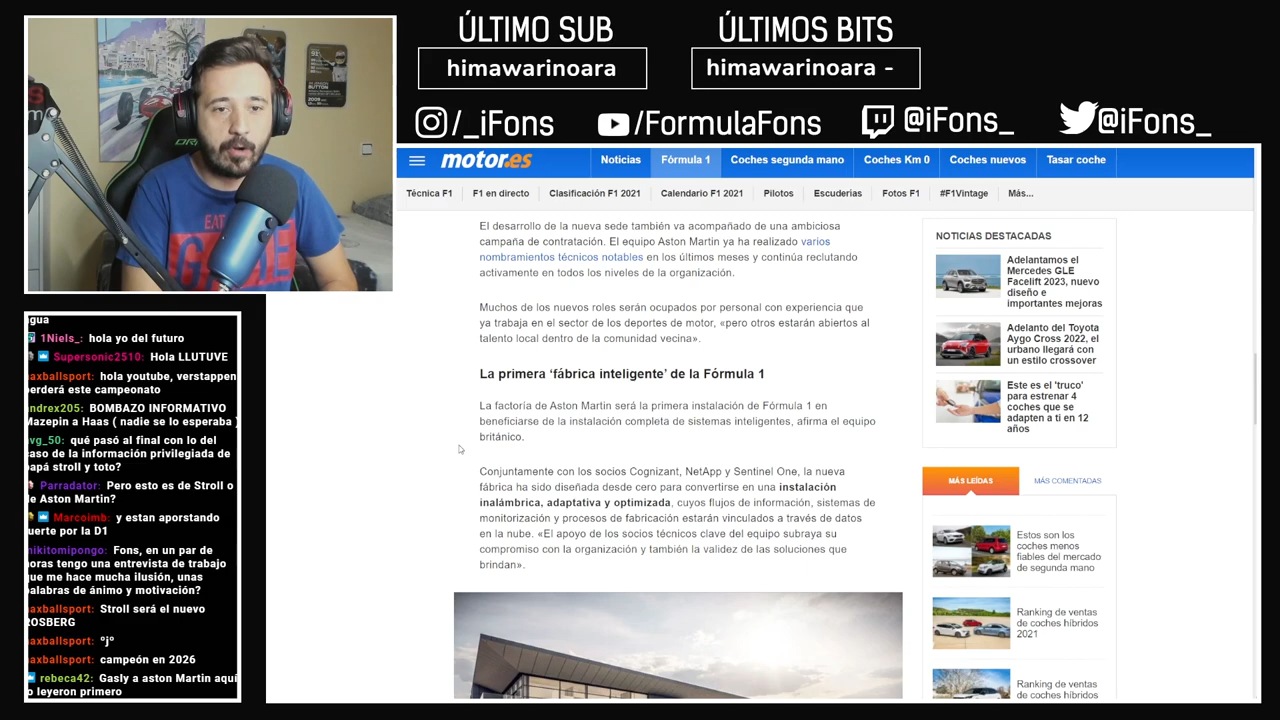 ÚLTIMO SUB
himawarinoara
ÚLTIMOS BITS
himawarinoara -
/_iFons
/FormulaFons
@iFons_
@iFons_
motor.es
Noticias
Fórmula 1
Coches segunda mano
Coches Km 0
Coches nuevos
Tasar coche
Técnica F1
F1 en directo
Clasificación F1 2021
Calendario F1 2021
Pilotos
Escuderías
Fotos F1
#F1Vintage
Más...
El desarrollo de la nueva sede también va acompañado de una ambiciosa
campaña de contratación. El equipo Aston Martin ya ha realizado varios
nombramientos técnicos notables en los últimos meses y continúa reclutando
activamente en todos los niveles de la organización.
Muchos de los nuevos roles serán ocupados por personal con experiencia que
ya trabaja en el sector de los deportes de motor, «pero otros estarán abiertos al
talento local dentro de la comunidad vecina».
La primera ‘fábrica inteligente’ de la Fórmula 1
La factoría de Aston Martin será la primera instalación de Fórmula 1 en
beneficiarse de la instalación completa de sistemas inteligentes, afirma el equipo
británico.
Conjuntamente con los socios Cognizant, NetApp y Sentinel One, la nueva
fábrica ha sido diseñada desde cero para convertirse en una instalación
inalámbrica, adaptativa y optimizada, cuyos flujos de información, sistemas de
monitorización y procesos de fabricación estarán vinculados a través de datos
en la nube. «El apoyo de los socios técnicos clave del equipo subraya su
compromiso con la organización y también la validez de las soluciones que
brindan».
NOTICIAS DESTACADAS
Adelantamos el
Mercedes GLE
Facelift 2023, nuevo
diseño e
importantes mejoras
Adelanto del Toyota
Aygo Cross 2022, el
urbano llegará con
un estilo crossover
Este es el 'truco'
para estrenar 4
coches que se
adapten a ti en 12
años
MÁS LEÍDAS
MÁS COMENTADAS
Estos son los
coches menos
fiables del mercado
de segunda mano
Ranking de ventas
de coches híbridos
2021
Ranking de ventas
de coches híbridos
BUTTON
agua
1Niels_: hola yo del futuro
Supersonic2510: Hola LLUTUVE
axballsport: hola youtube, verstappen
perderá este campeonato
andrex205: BOMBAZO INFORMATIVO
Mazepin a Haas ( nadie se lo esperaba )
vg_50: qué pasó al final con lo del
caso de la información privilegiada de
papá stroll y toto?
Parradator: Pero esto es de Stroll o
de Aston Martin?
Marcoimb: y estan aporstando
uerte por la D1
nikitomipongo: Fons, en un par de
horas tengo una entrevista de trabajo
que me hace mucha ilusión, unas
palabras de ánimo y motivación?
axballsport: Stroll será el nuevo
ROSBERG
axballsport: ºjº
axballsport: campeón en 2026
rebeca42: Gasly a aston Martin aquí
lo leyeron primero